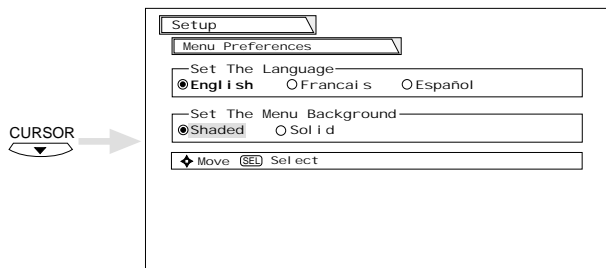 Setup
Menu Preferences
Set The Language
English Francais Español
Set The Menu Background
Shaded Solid
CURSOR
Move SEL Select